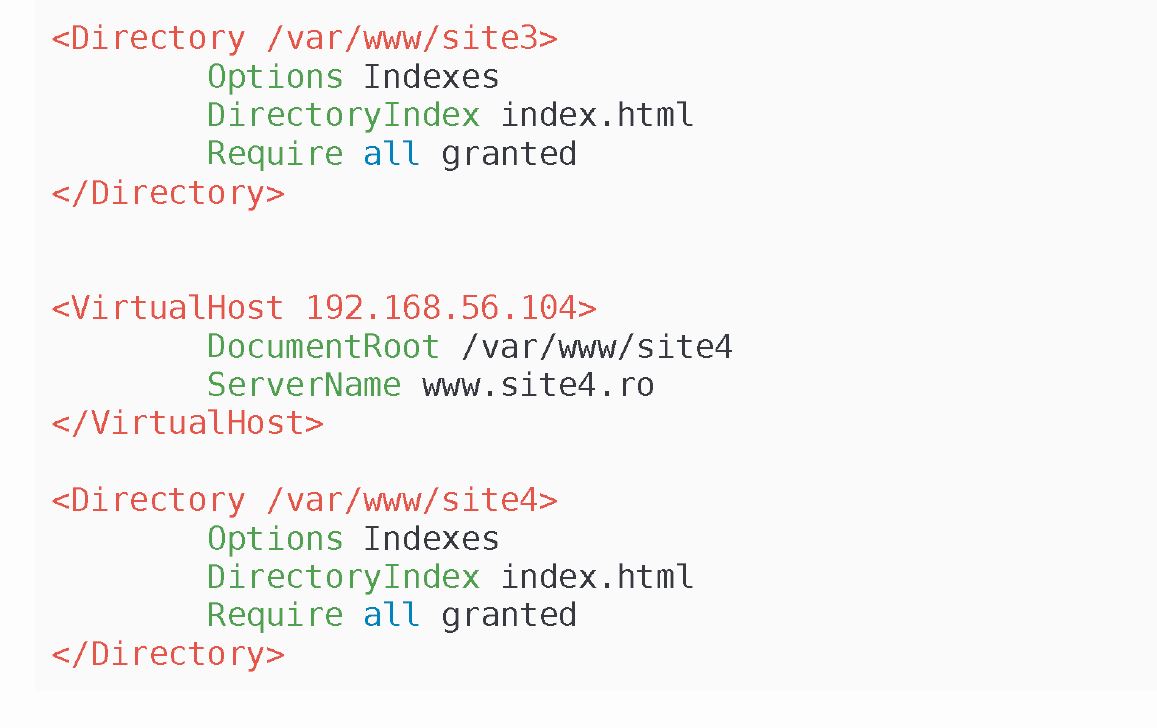 <Directory /var/www/site3>
        Options Indexes
        DirectoryIndex index.html
        Require all granted
</Directory>
<VirtualHost 192.168.56.104>
        DocumentRoot /var/www/site4
        ServerName www.site4.ro
</VirtualHost>
<Directory /var/www/site4>
        Options Indexes
        DirectoryIndex index.html
        Require all granted
</Directory>